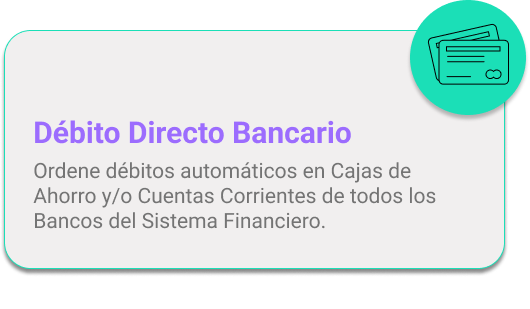 Débito Directo Bancario
Ordene débitos automáticos en Cajas de
Ahorro y/o Cuentas Corrientes de todos los
Bancos del Sistema Financiero.